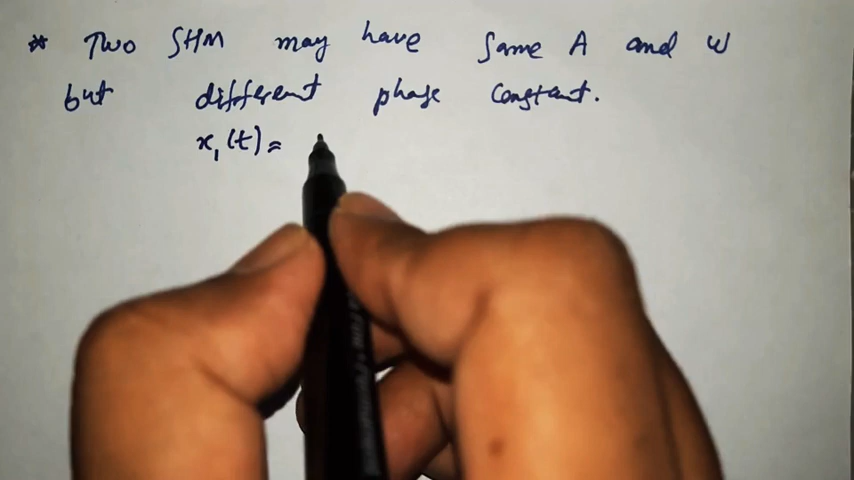 * Two SHM may have same A and ω
but different phase constant.
x₁(t) =